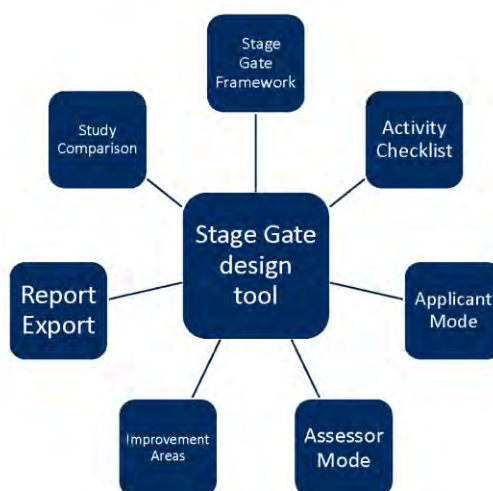 Stage
Gate
Framework
Study
Comparison
Activity
Checklist
Stage Gate
design
tool
Report
Export
Applicant
Mode
Improvement
Areas
Assessor
Mode